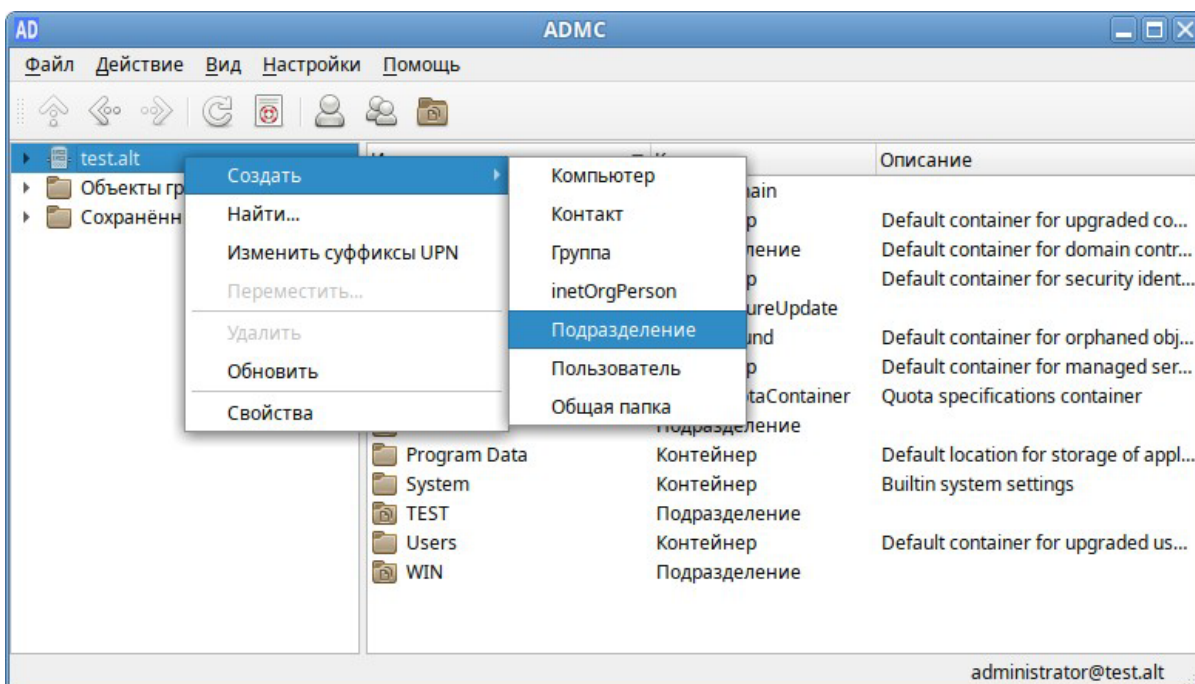 AD ADMC
Файл Действие Вид Настройки Помощь
test.alt
Объекты гр
Сохранённ
Создать
Найти...
Изменить суффиксы UPN
Переместить...
Удалить
Обновить
Свойства
Компьютер
Контакт
Группа
inetOrgPerson
Подразделение
Пользователь
Общая папка
Описание
Default container for upgraded co...
Default container for domain contr...
Default container for security ident...
ureUpdate
Default container for orphaned obj...
Default container for managed ser...
taContainer Quota specifications container
Подразделение
Program Data Контейнер Default location for storage of appl...
System Контейнер Builtin system settings
TEST Подразделение
Users Контейнер Default container for upgraded us...
WIN Подразделение
administrator@test.alt